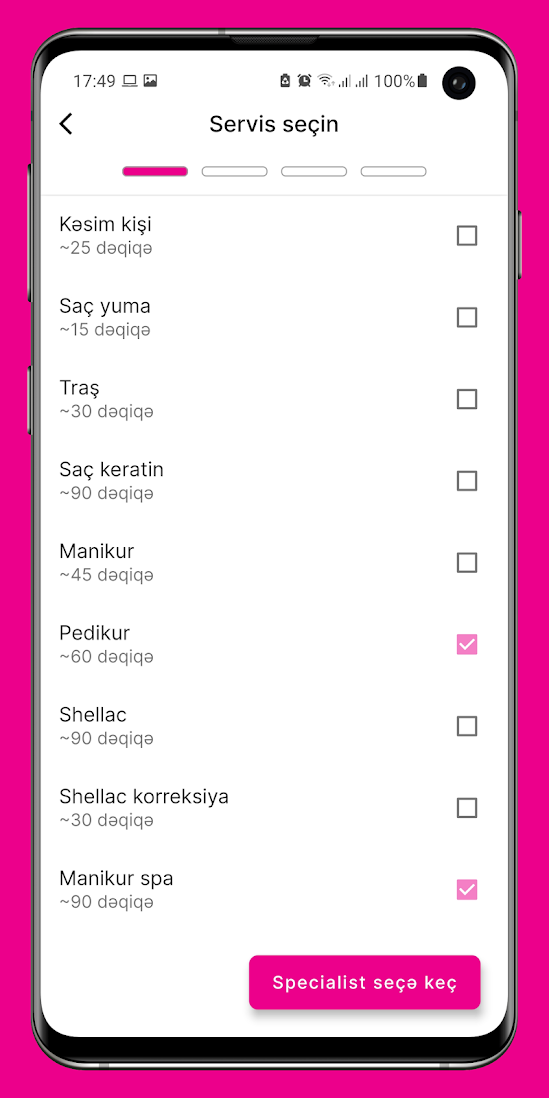 17:49 100%
Servis seçin
Kəsim kişi
~25 dəqiqə
Saç yuma
~15 dəqiqə
Traş
~30 dəqiqə
Saç keratin
~90 dəqiqə
Manikur
~45 dəqiqə
Pedikur
~60 dəqiqə
Shellac
~90 dəqiqə
Shellac korreksiya
~30 dəqiqə
Manikur spa
~90 dəqiqə
Specialist seçə keç